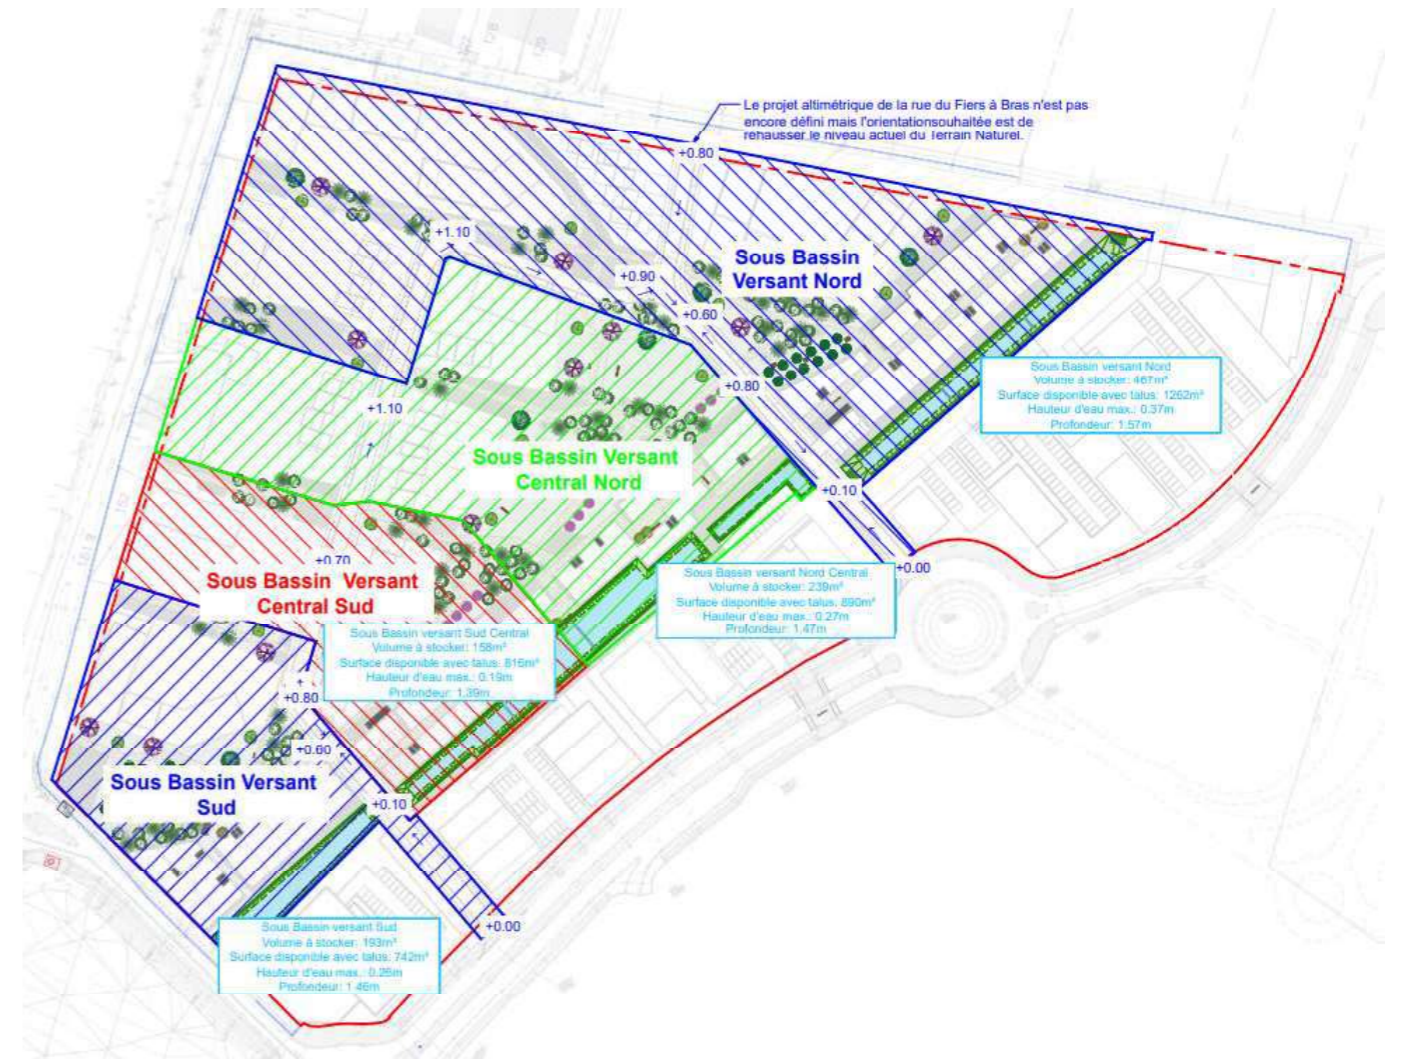 Le projet altimétrique de la rue du Fiers à Bras n'est pas
encore défini mais l'orientationsouhaitée est de
rehausser le niveau actuel du Terrain Naturel.
+0.80
+1.10
Sous Bassin
Versant Nord
+0.90
+0.60
+0.80
Sous Bassin versant Nord
Volume à stocker: 467m³
Surface disponible avec talus: 1262m²
Hauteur d'eau max.: 0.37m
Profondeur: 1.57m
+1.10
Sous Bassin Versant
Central Nord
+0.10
+0.70
Sous Bassin Versant
Central Sud
+0.00
Sous Bassin versant Nord Central
Volume à stocker: 239m³
Surface disponible avec talus: 890m²
Hauteur d'eau max.: 0.27m
Profondeur: 1.47m
Sous Bassin versant Sud Central
Volume à stocker: 158m³
Surface disponible avec talus: 816m²
Hauteur d'eau max.: 0.19m
Profondeur: 1.39m
+0.80
+0.60
Sous Bassin Versant
Sud
+0.10
+0.00
Sous Bassin versant Sud
Volume à stocker: 193m³
Surface disponible avec talus: 742m²
Hauteur d'eau max.: 0.26m
Profondeur: 1.46m